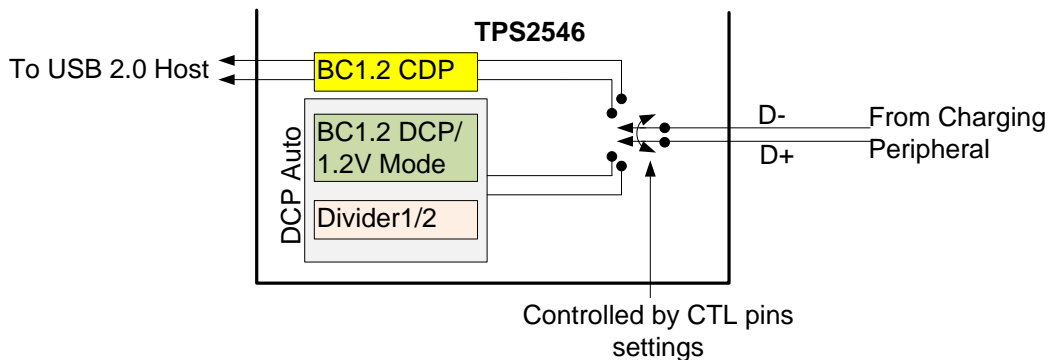 TPS2546
To USB 2.0 Host
BC1.2 CDP
DCP Auto
BC1.2 DCP/
1.2V Mode
Divider1/2
D-
D+
From Charging
Peripheral
Controlled by CTL pins
settings